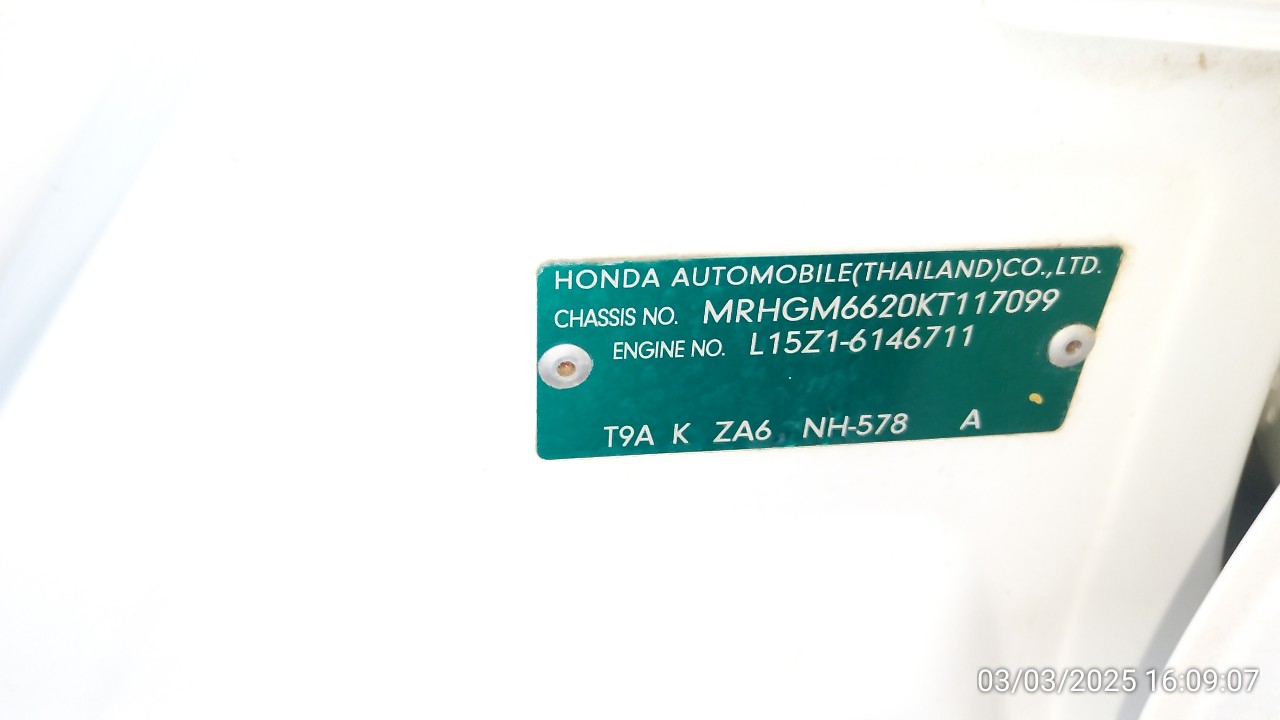 HONDA AUTOMOBILE(THAILAND)CO.,LTD.
CHASSIS NO. MRHGM6620KT117099
ENGINE NO. L15Z1-6146711
T9A K ZA6 NH-578 A
03/03/2025 16:09:07